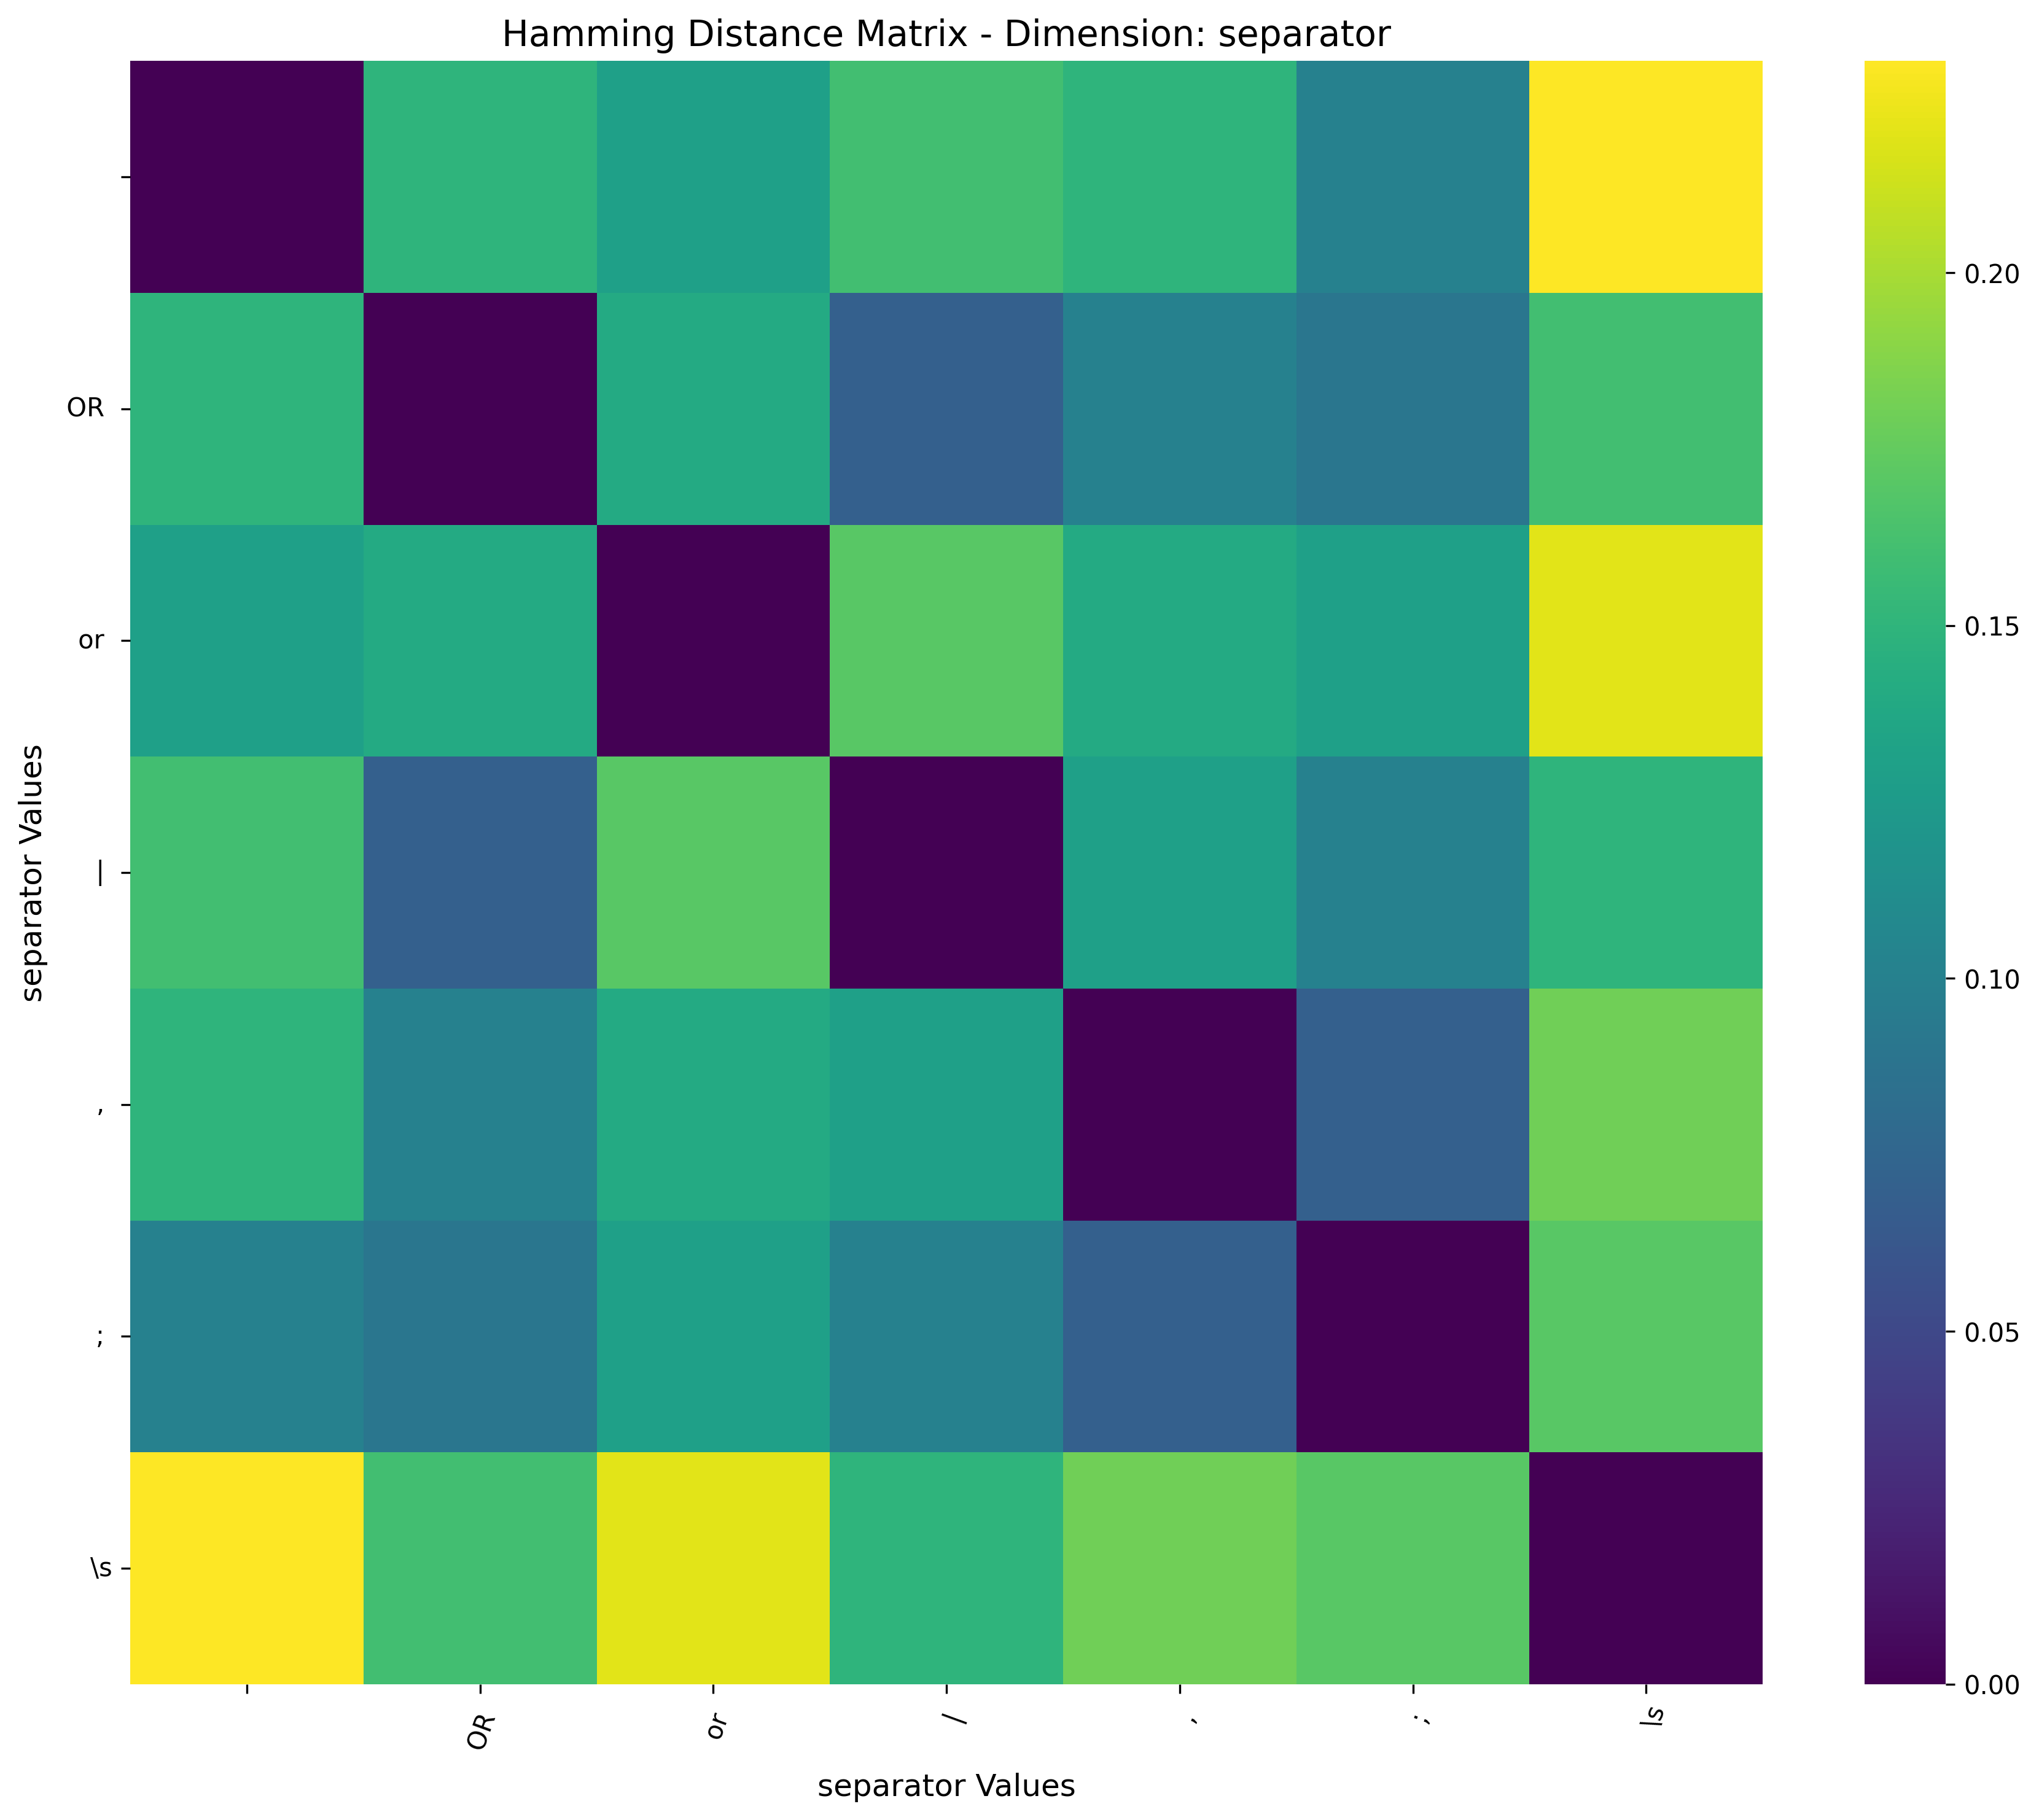 Hamming Distance Matrix - Dimension: separator
separator Values
OR
or
|
,
;
\s
OR
or
|
,
;
\s
separator Values
0.20
0.15
0.10
0.05
0.00